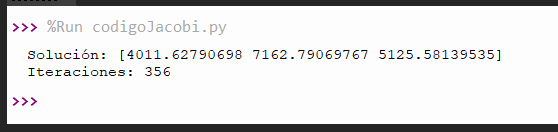 >>> %Run codigoJacobi.py
Solución: [4011.62790698 7162.79069767 5125.58139535]
Iteraciones: 356
>>>